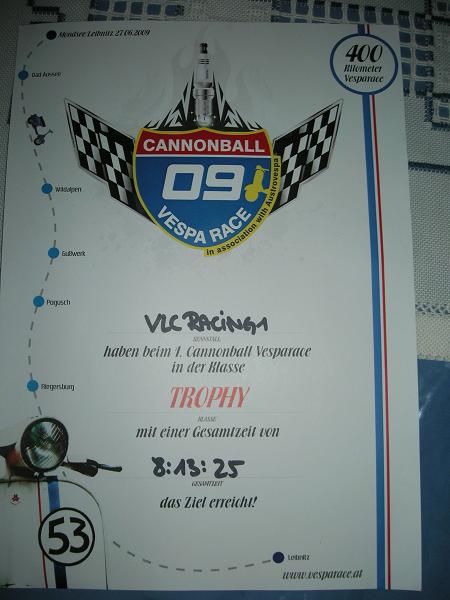 Mondsee/Leibnitz 27.06.2009
Bad Aussee
400
Kilometer
Vesparace
CANNONBALL
09
VESPA RACE
in association with Austrovespa
Wildalpen
Gußwerk
Pogusch
Riegersburg
VLC RACING1
RENNSTALL
haben beim 1. Cannonball Vesparace
in der Klasse
TROPHY
KLASSE
mit einer Gesamtzeit von
8:13:25
GESAMTZEIT
das Ziel erreicht!
53
Leibnitz
www.vesparace.at